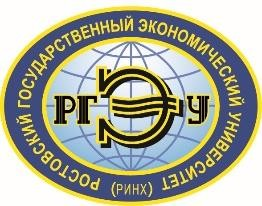 РОСТОВСКИЙ ГОСУДАРСТВЕННЫЙ ЭКОНОМИЧЕСКИЙ УНИВЕРСИТЕТ
РГЭУ
(РИНХ)